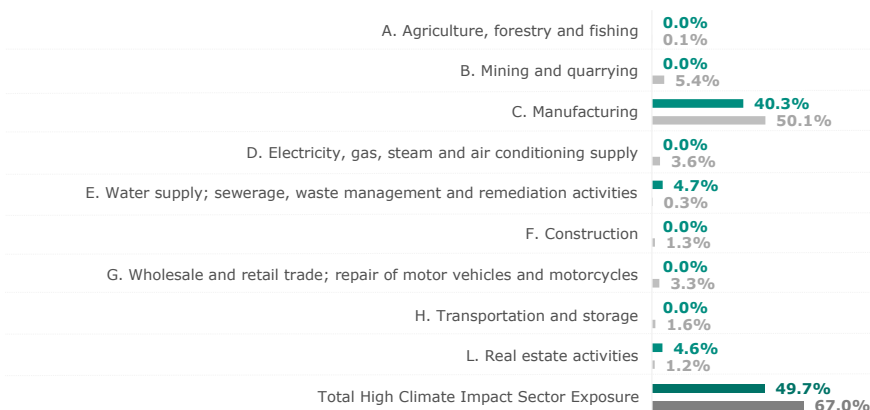 A. Agriculture, forestry and fishing 0.0%
0.1%
B. Mining and quarrying 0.0%
5.4%
C. Manufacturing 40.3%
50.1%
D. Electricity, gas, steam and air conditioning supply 0.0%
3.6%
E. Water supply; sewerage, waste management and remediation activities 4.7%
0.3%
F. Construction 0.0%
1.3%
G. Wholesale and retail trade; repair of motor vehicles and motorcycles 0.0%
3.3%
H. Transportation and storage 0.0%
1.6%
L. Real estate activities 4.6%
1.2%
Total High Climate Impact Sector Exposure 49.7%
67.0%